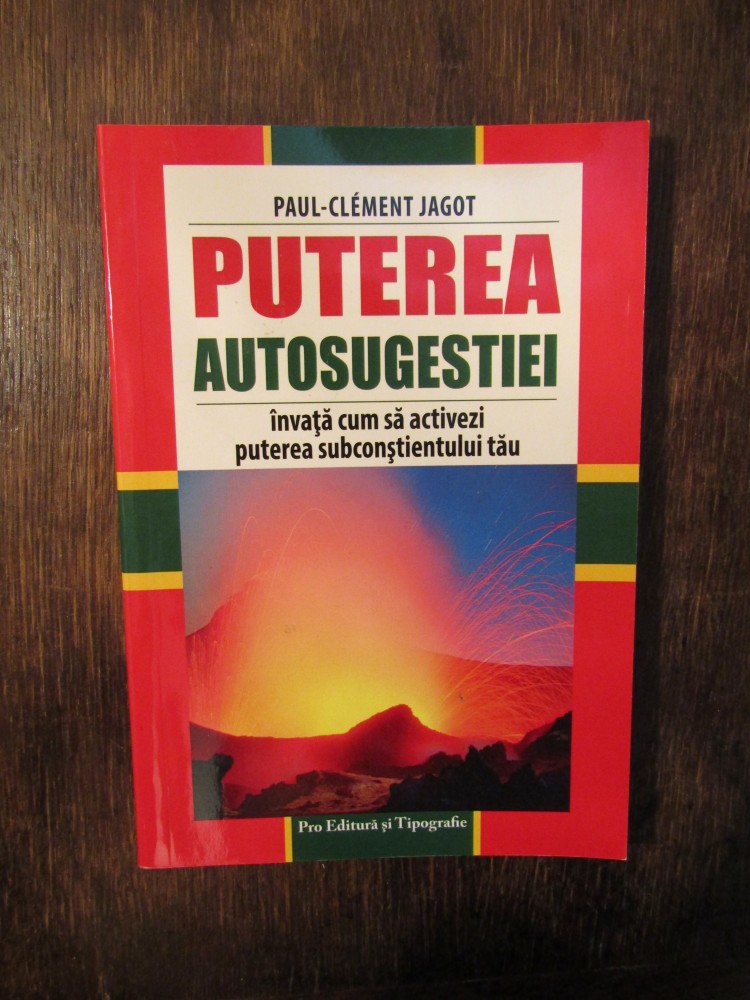 PAUL-CLÉMENT JAGOT
PUTEREA
AUTOSUGESTIEI
învaţă cum să activezi
puterea subconştientului tău
Pro Editură şi Tipografie